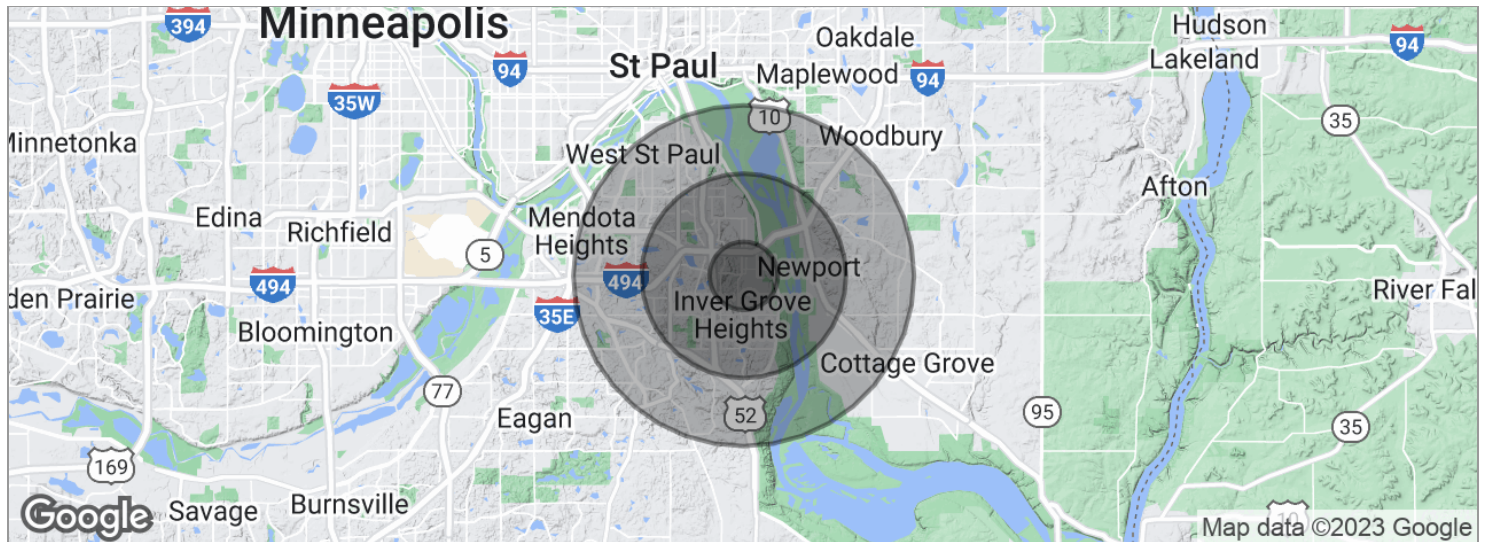 Minneapolis
Hudson
394
Oakdale
94
Lakeland
St Paul
94
Maplewood
94
35W
10
35
Minnetonka
Woodbury
West St Paul
Afton
Edina
Mendota
Heights
Richfield
5
Newport
494
494
River Fal
den Prairie
Inver Grove
Heights
35E
Bloomington
Cottage Grove
77
Eagan
52
95
35
169
Burnsville
Savage
Google
10
Map data ©2023 Google